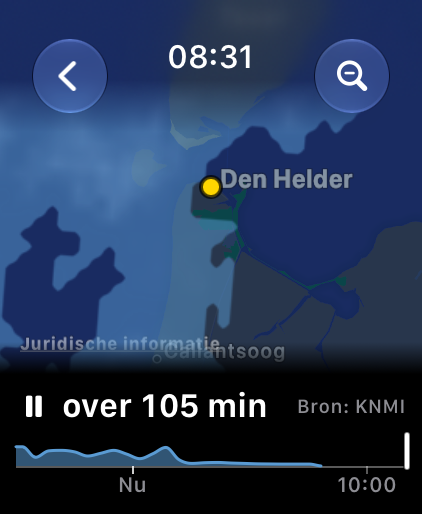 08:31
Den Helder
Juridische informatie
Callantsoog
over 105 min
Bron: KNMI
Nu
10:00